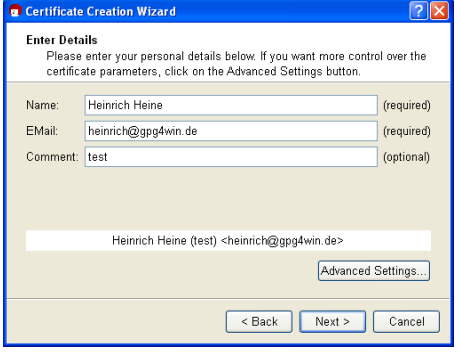 Certificate Creation Wizard
Enter Details
Please enter your personal details below. If you want more control over the
certificate parameters, click on the Advanced Settings button.
Name: Heinrich Heine (required)
EMail: heinrich@gpg4win.de (required)
Comment: test (optional)
Heinrich Heine (test) <heinrich@gpg4win.de>
Advanced Settings...
< Back Next > Cancel